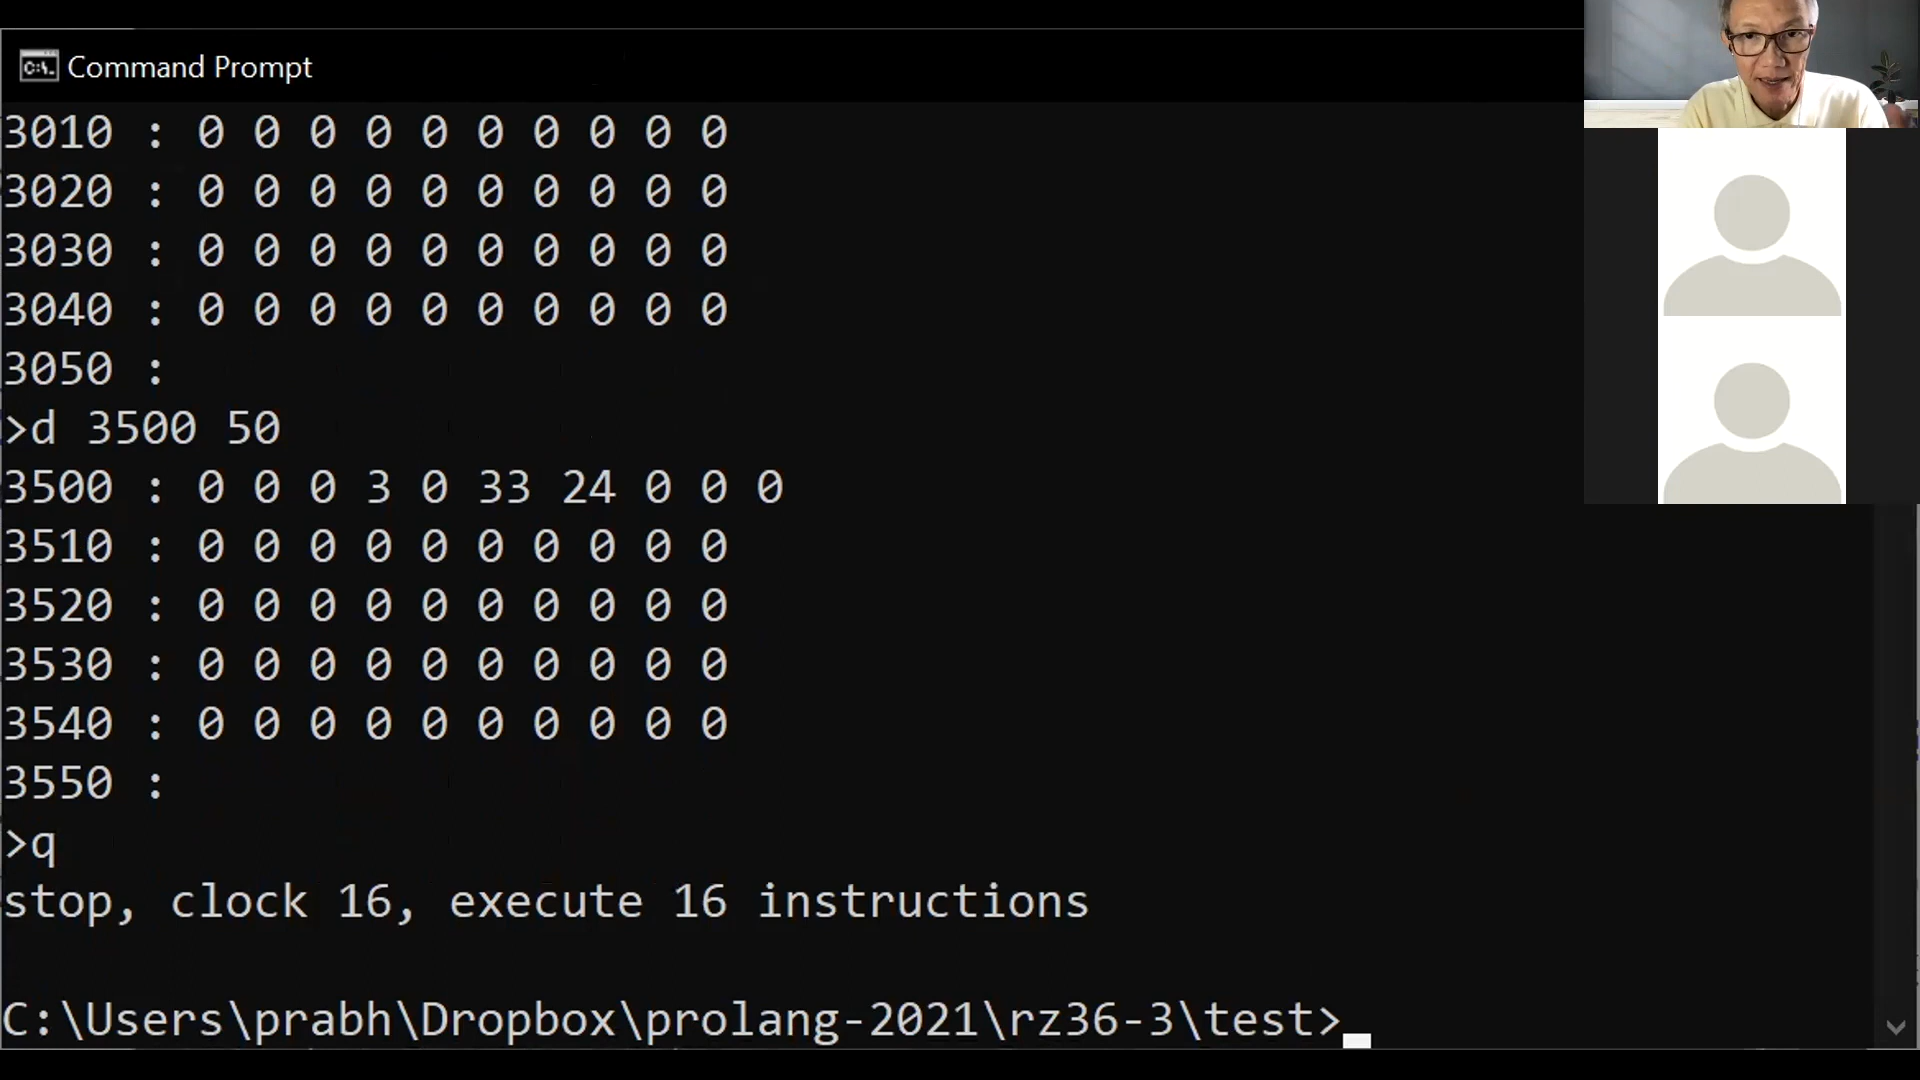 Command Prompt
3010 : 0 0 0 0 0 0 0 0 0 0
3020 : 0 0 0 0 0 0 0 0 0 0
3030 : 0 0 0 0 0 0 0 0 0 0
3040 : 0 0 0 0 0 0 0 0 0 0
3050 :
>d 3500 50
3500 : 0 0 0 3 0 33 24 0 0 0
3510 : 0 0 0 0 0 0 0 0 0 0
3520 : 0 0 0 0 0 0 0 0 0 0
3530 : 0 0 0 0 0 0 0 0 0 0
3540 : 0 0 0 0 0 0 0 0 0 0
3550 :
>q
stop, clock 16, execute 16 instructions
C:\Users\prabh\Dropbox\prolang-2021\rz36-3\test>